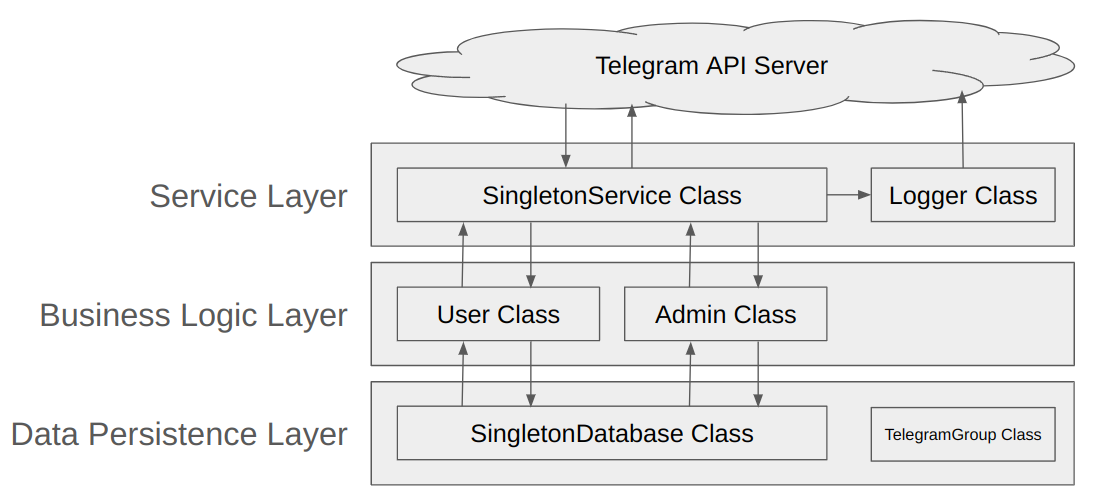 Telegram API Server
Service Layer
SingletonService Class
Logger Class
Business Logic Layer
User Class
Admin Class
Data Persistence Layer
SingletonDatabase Class
TelegramGroup Class